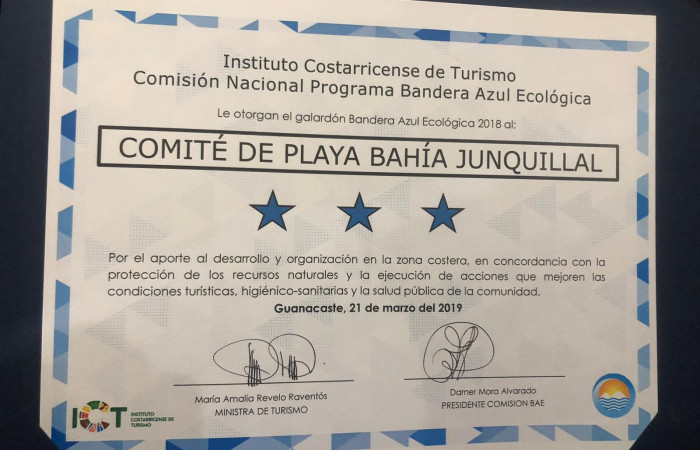 Instituto Costarricense de Turismo
Comisión Nacional Programa Bandera Azul Ecológica
Le otorgan el galardón Bandera Azul Ecológica 2018 al:
COMITÉ DE PLAYA BAHÍA JUNQUILLAL
Por el aporte al desarrollo y organización en la zona costera, en concordancia con la
protección de los recursos naturales y la ejecución de acciones que mejoren las
condiciones turísticas, higiénico-sanitarias y la salud pública de la comunidad.
Guanacaste, 21 de marzo del 2019
María Amalia Revelo Raventós
MINISTRA DE TURISMO
Damer Mora Alvarado
PRESIDENTE COMISION BAE
ICT
INSTITUTO
COSTARRICENSE DE
TURISMO